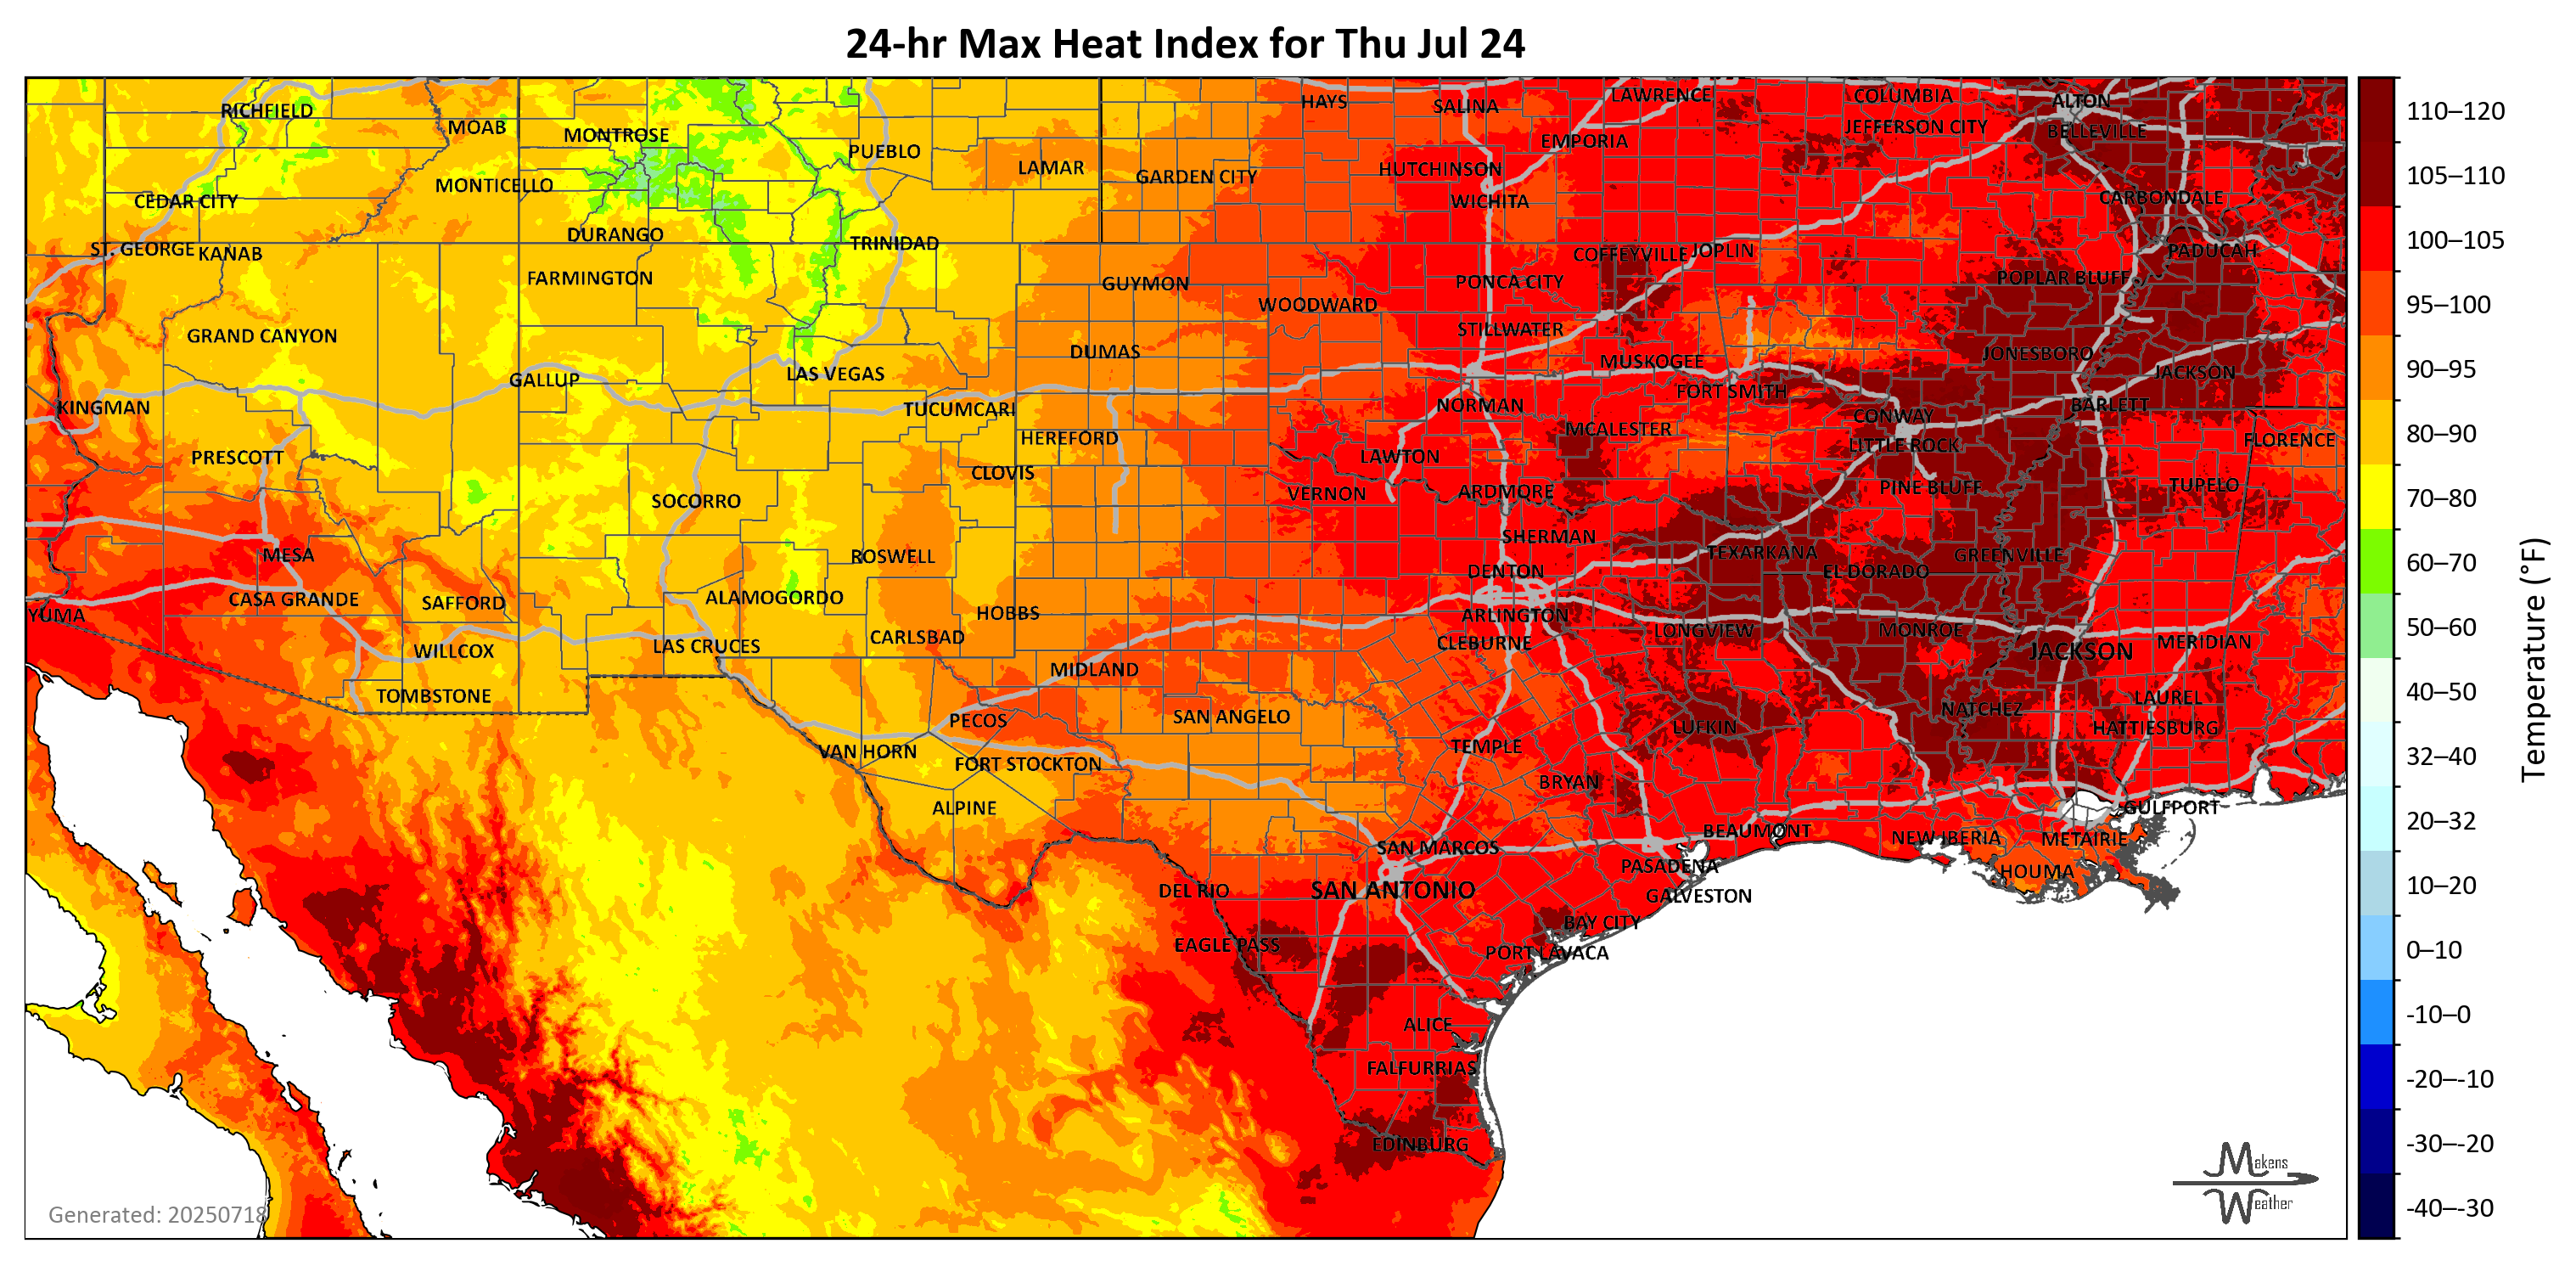 24-hr Max Heat Index for Thu Jul 24
RICHFIELD
MOAB
MONTROSE
PUEBLO
LAMAR
GARDEN CITY
HAYS
SALINA
LAWRENCE
COLUMBIA
ALTON
JEFFERSON CITY
BELLEVILLE
EMPORIA
HUTCHINSON
WICHITA
MONTICELLO
CEDAR CITY
CARBONDALE
DURANGO
TRINIDAD
ST. GEORGE
KANAB
COFFEYVILLE
JOPLIN
PADUCAH
FARMINGTON
GUYMON
PONCA CITY
POPLAR BLUFF
WOODWARD
STILLWATER
GRAND CANYON
DUMAS
MUSKOGEE
JONESBORO
JACKSON
GALLUP
LAS VEGAS
FORT SMITH
KINGMAN
TUCUMCARI
NORMAN
CONWAY
BARLETT
HEREFORD
MCALESTER
LITTLE ROCK
FLORENCE
PRESCOTT
CLOVIS
LAWTON
SOCORRO
VERNON
ARDMORE
PINE BLUFF
TUPELO
MESA
ROSWELL
SHERMAN
TEXARKANA
GREENVILLE
DENTON
EL DORADO
CASA GRANDE
SAFFORD
ALAMOGORDO
HOBBS
ARLINGTON
YUMA
CARLSBAD
CLEBURNE
LONGVIEW
MONROE
WILLCOX
LAS CRUCES
JACKSON
MERIDIAN
MIDLAND
TOMBSTONE
PECOS
SAN ANGELO
LAUREL
NATCHEZ
LUFKIN
HATTIESBURG
VAN HORN
FORT STOCKTON
TEMPLE
BRYAN
ALPINE
GULFPORT
BEAUMONT
NEW IBERIA
METAIRIE
SAN MARCOS
PASADENA
HOUMA
DEL RIO
SAN ANTONIO
GALVESTON
BAY CITY
EAGLE PASS
PORT LAVACA
ALICE
FALFURRIAS
EDINBURG
Generated: 20250718
Makens
Weather
110–120
105–110
100–105
95–100
90–95
80–90
70–80
60–70
50–60
40–50
32–40
20–32
10–20
0–10
-10–0
-20–-10
-30–-20
-40–-30
Temperature (°F)